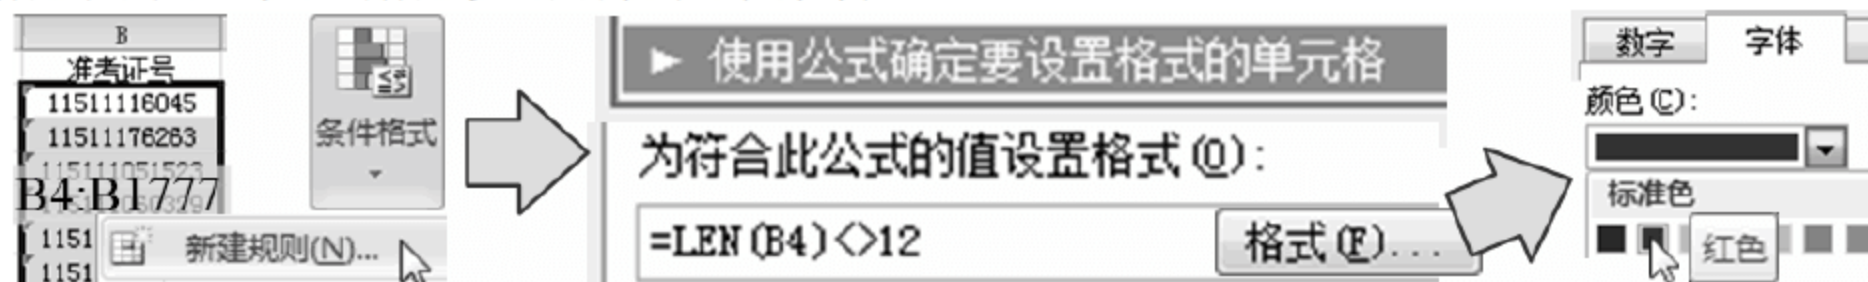 B
准考证号
11511116045
11511176263
115111051523
B4:B1777
1151
1151
新建规则(N)...
条件格式
使用公式确定要设置格式的单元格
为符合此公式的值设置格式(O):
=LEN(B4)<>12
格式(F)...
数字 字体
颜色(C):
标准色
红色